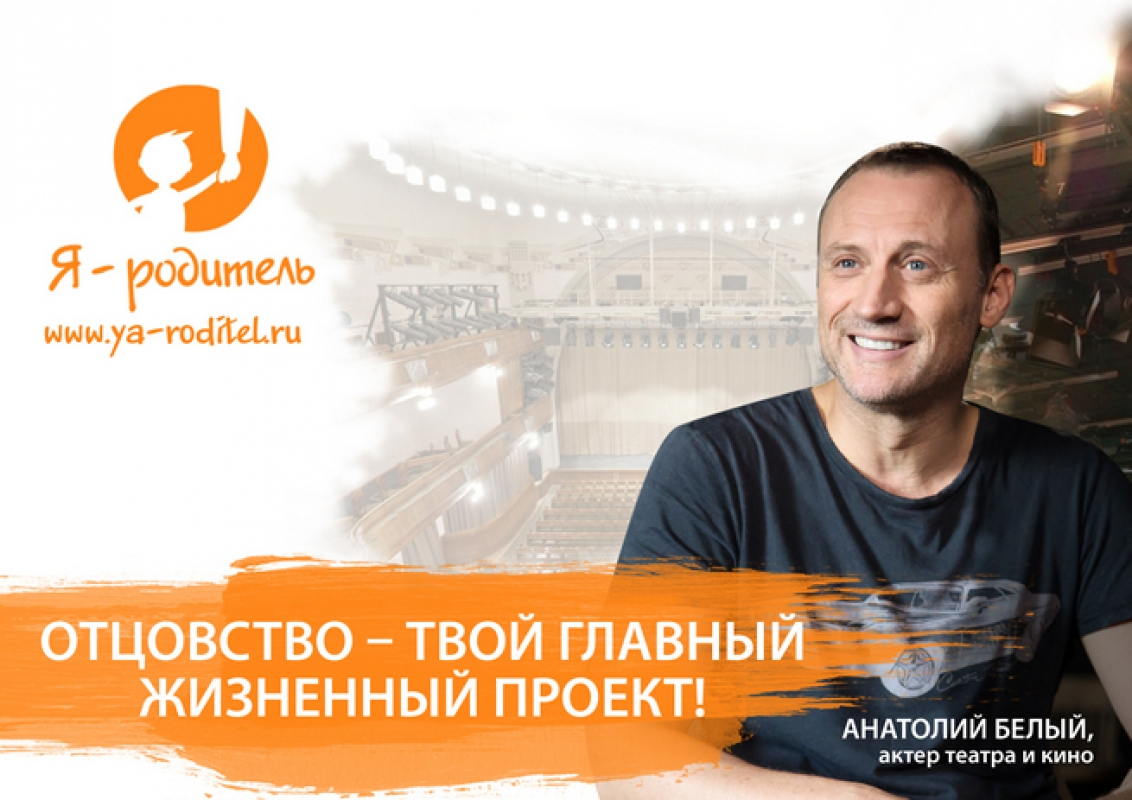 Я - родитель
www.ya-roditel.ru
ОТЦОВСТВО – ТВОЙ ГЛАВНЫЙ
ЖИЗНЕННЫЙ ПРОЕКТ!
АНАТОЛИЙ БЕЛЫЙ,
актер театра и кино